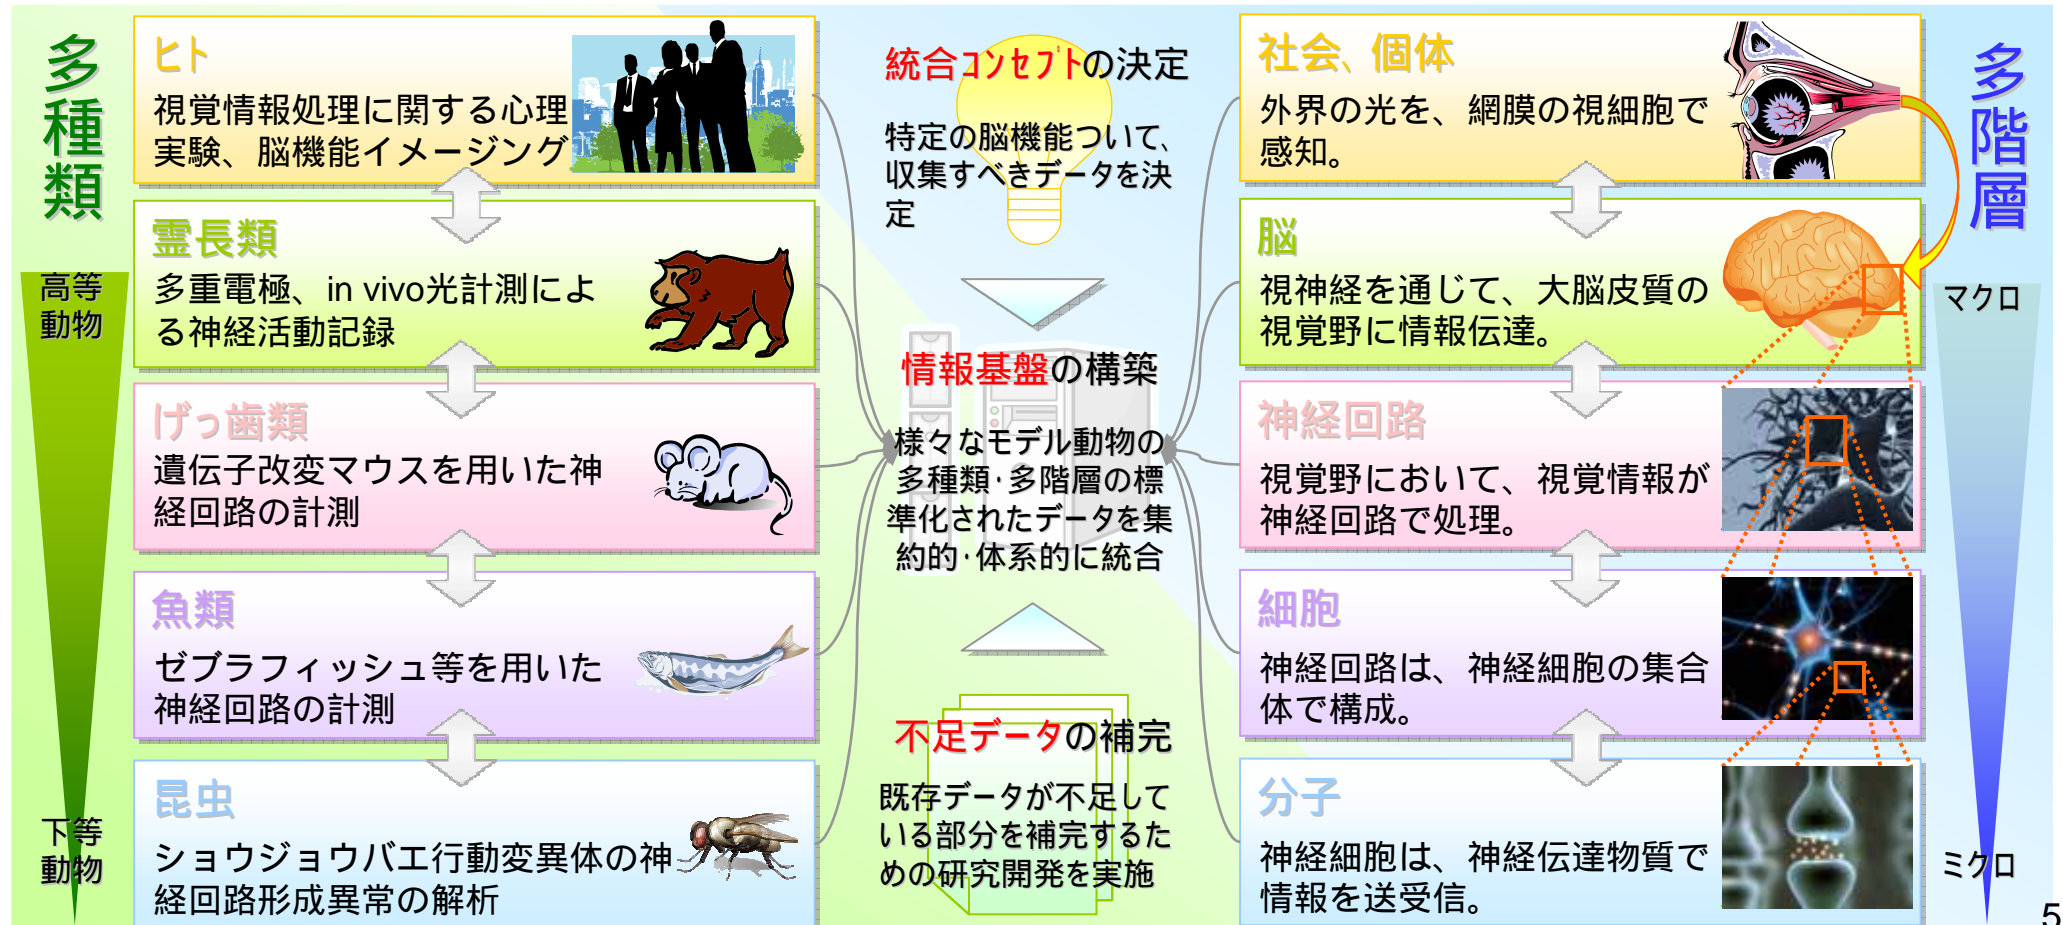 多種類
高等
動物
下等
動物
ヒト
視覚情報処理に関する心理
実験、脳機能イメージング
霊長類
多重電極、in vivo光計測によ
る神経活動記録
げっ歯類
遺伝子改変マウスを用いた神
経回路の計測
魚類
ゼブラフィッシュ等を用いた
神経回路の計測
昆虫
ショウジョウバエ行動変異体の神
経回路形成異常の解析
統合コンセプトの決定
特定の脳機能ついて、
収集すべきデータを決
定
情報基盤の構築
様々なモデル動物の
多種類・多階層の標
準化されたデータを集
約的・体系的に統合
不足データの補完
既存データが不足して
いる部分を補完するた
めの研究開発を実施
社会、個体
外界の光を、網膜の視細胞で
感知。
脳
視神経を通じて、大脳皮質の
視覚野に情報伝達。
神経回路
視覚野において、視覚情報が
神経回路で処理。
細胞
神経回路は、神経細胞の集合
体で構成。
分子
神経細胞は、神経伝達物質で
情報を送受信。
多階層
マクロ
ミクロ
5